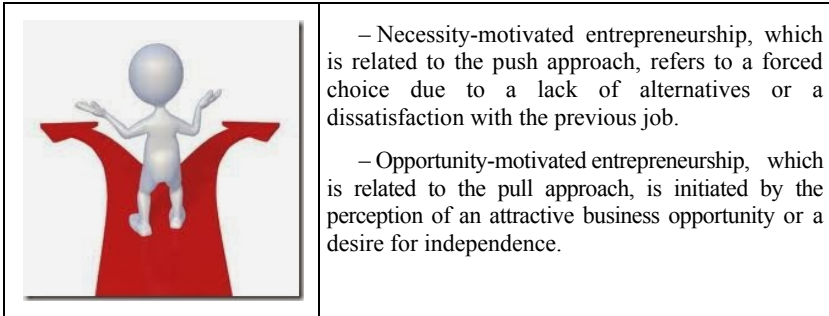 – Necessity-motivated entrepreneurship, which
is related to the push approach, refers to a forced
choice due to a lack of alternatives or a
dissatisfaction with the previous job.
– Opportunity-motivated entrepreneurship, which
is related to the pull approach, is initiated by the
perception of an attractive business opportunity or a
desire for independence.